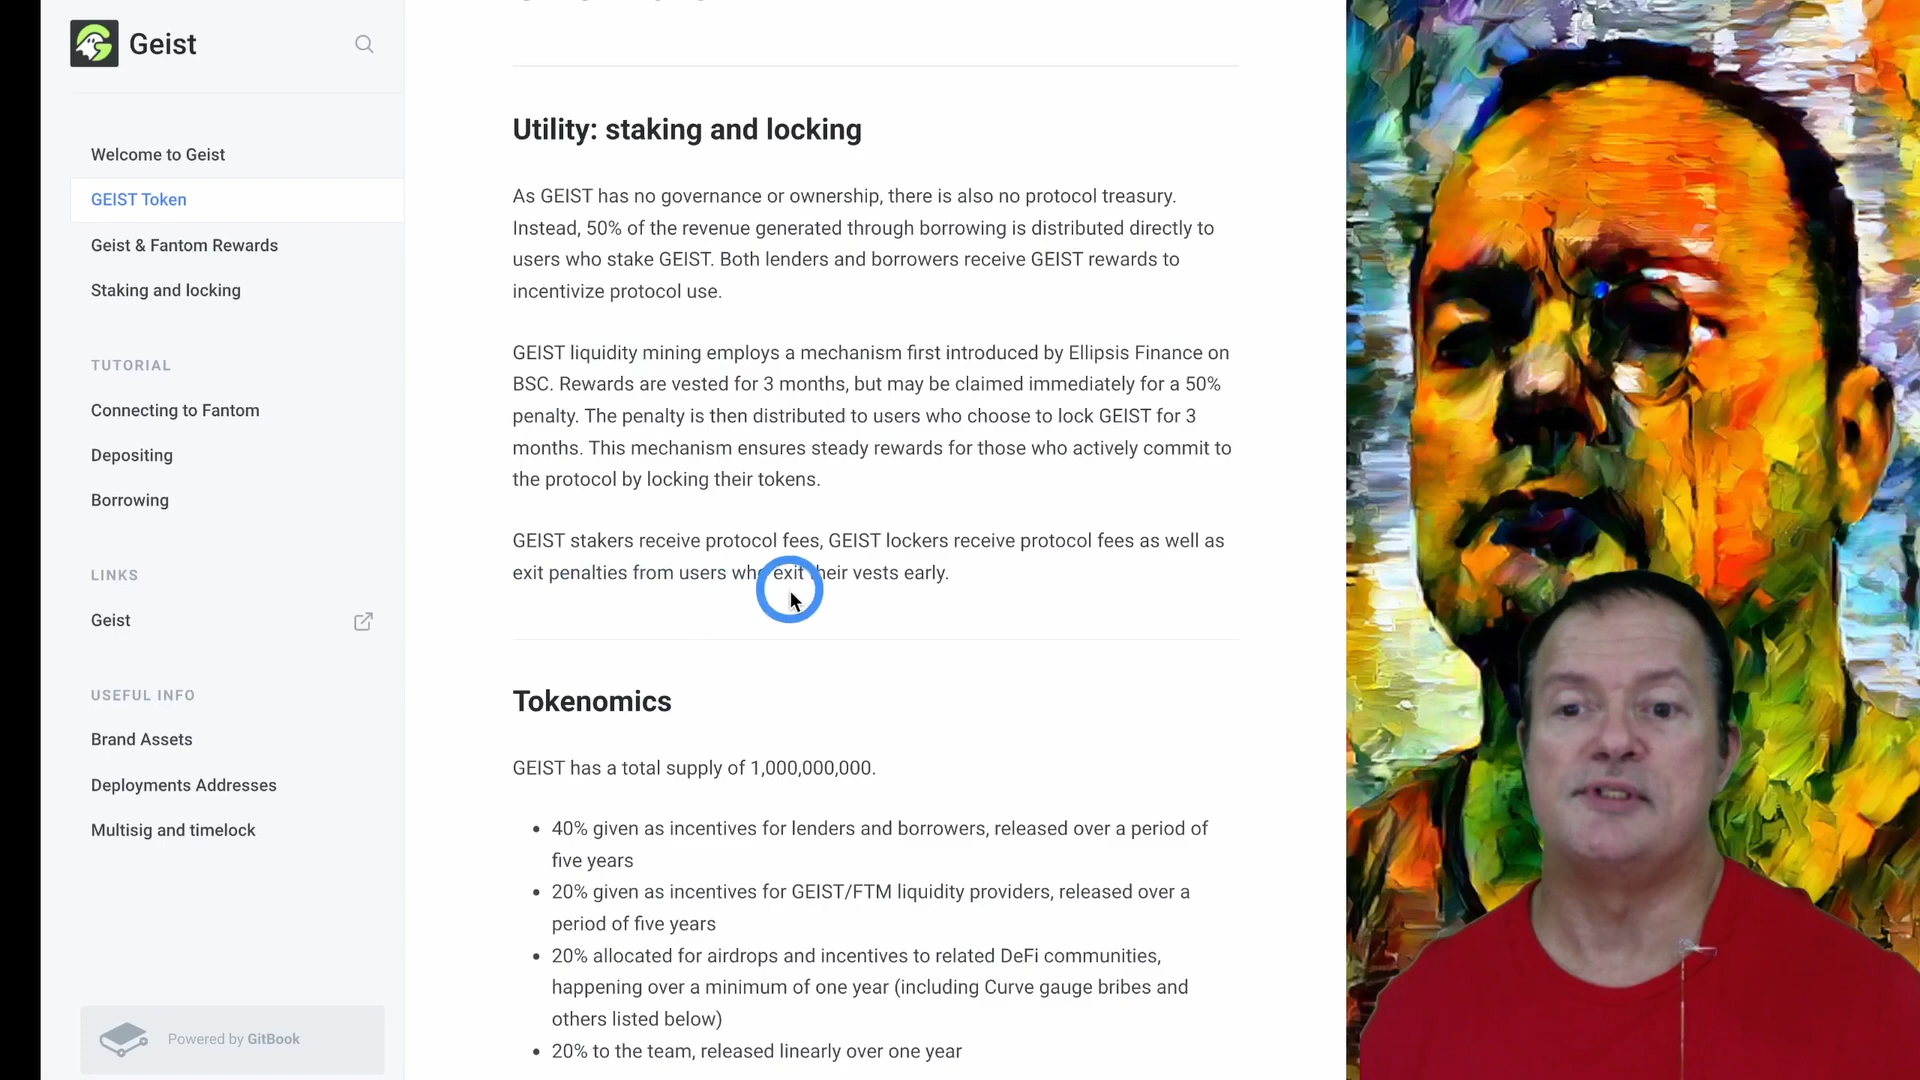 Geist
Welcome to Geist
GEIST Token
Geist & Fantom Rewards
Staking and locking
TUTORIAL
Connecting to Fantom
Depositing
Borrowing
LINKS
Geist
USEFUL INFO
Brand Assets
Deployments Addresses
Multisig and timelock
Powered by GitBook
Utility: staking and locking
As GEIST has no governance or ownership, there is also no protocol treasury.
Instead, 50% of the revenue generated through borrowing is distributed directly to
users who stake GEIST. Both lenders and borrowers receive GEIST rewards to
incentivize protocol use.
GEIST liquidity mining employs a mechanism first introduced by Ellipsis Finance on
BSC. Rewards are vested for 3 months, but may be claimed immediately for a 50%
penalty. The penalty is then distributed to users who choose to lock GEIST for 3
months. This mechanism ensures steady rewards for those who actively commit to
the protocol by locking their tokens.
GEIST stakers receive protocol fees, GEIST lockers receive protocol fees as well as
exit penalties from users who exit their vests early.
Tokenomics
GEIST has a total supply of 1,000,000,000.
• 40% given as incentives for lenders and borrowers, released over a period of
five years
• 20% given as incentives for GEIST/FTM liquidity providers, released over a
period of five years
• 20% allocated for airdrops and incentives to related DeFi communities,
happening over a minimum of one year (including Curve gauge bribes and
others listed below)
• 20% to the team, released linearly over one year